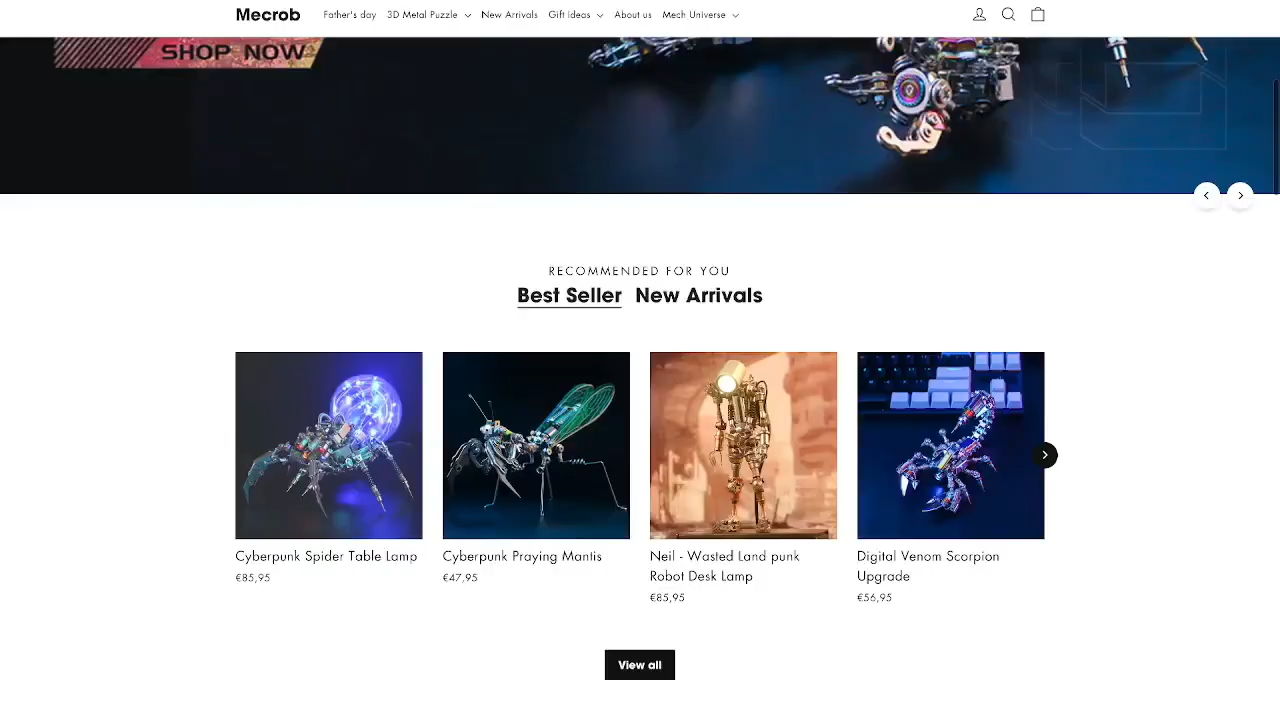 Mecrob
Father's day 3D Metal Puzzle New Arrivals Gift Ideas About us Mech Universe
SHOP NOW
RECOMMENDED FOR YOU
Best Seller New Arrivals
Cyberpunk Spider Table Lamp
€85,95
Cyberpunk Praying Mantis
€47,95
Neil - Wasted Land punk
Robot Desk Lamp
€85,95
Digital Venom Scorpion
Upgrade
€56,95
View all